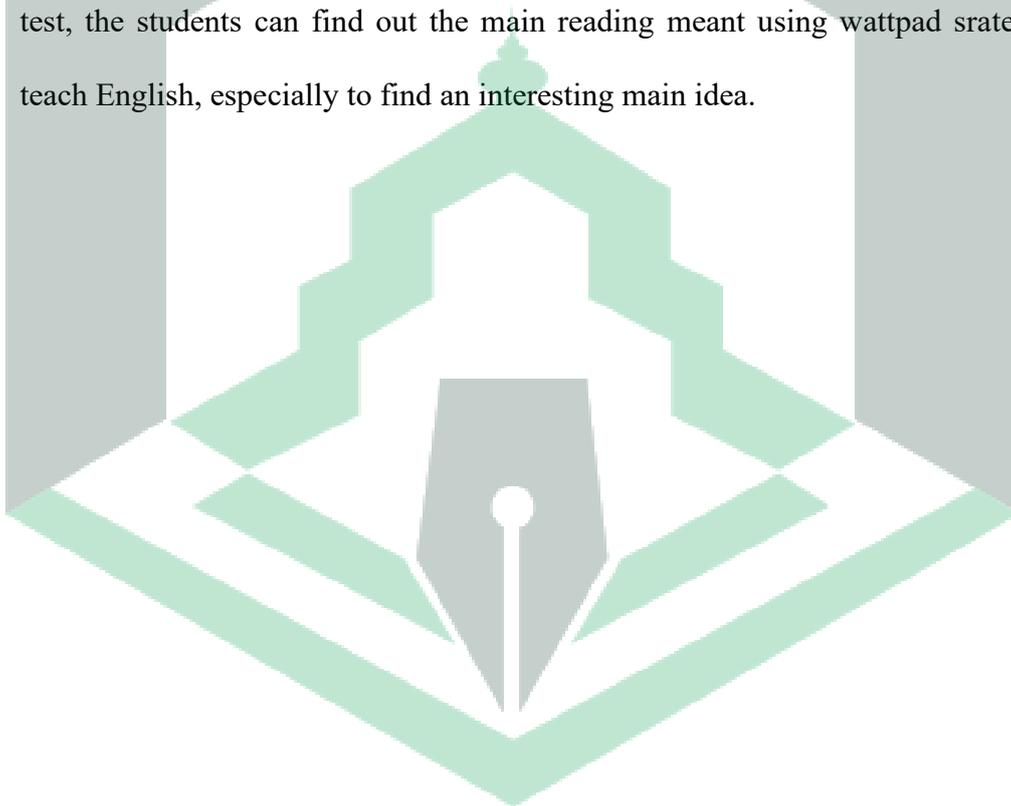 test, the students can find out the main reading meant using wattpad srate
teach English, especially to find an interesting main idea.